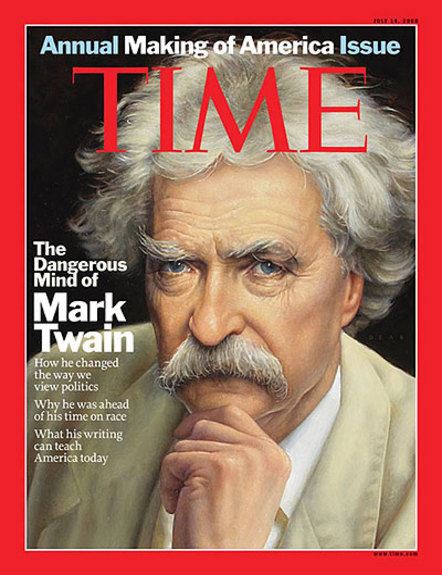 JULY 14, 2008
Annual Making of America Issue
TIME
The
Dangerous
Mind of
Mark
Twain
How he changed
the way we
view politics
Why he was ahead
of his time on race
What his writing
can teach
America today
DEAS
www.time.com